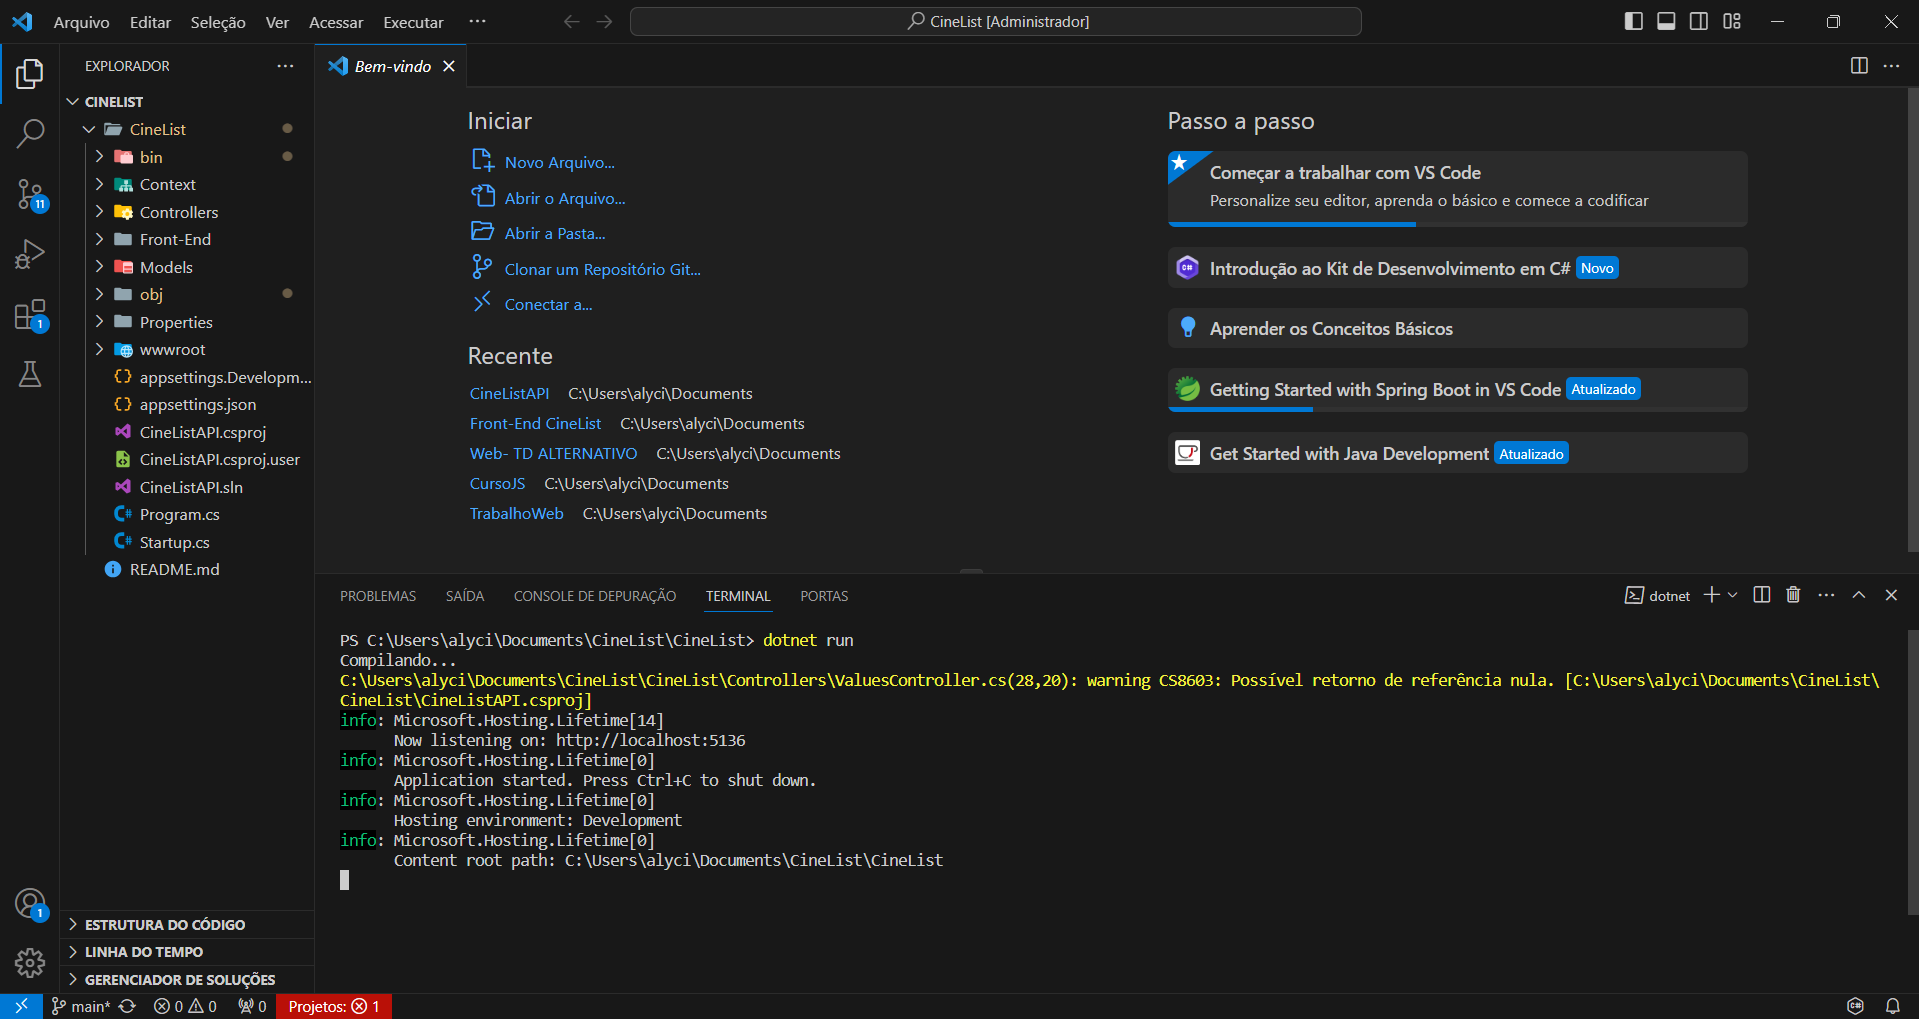 Arquivo Editar Seleção Ver Acessar Executar ···
CineList [Administrador]
EXPLORADOR
CINELIST
CineList
bin
Context
Controllers
Front-End
Models
obj
Properties
wwwroot
appsettings.Developm...
appsettings.json
CineListAPI.csproj
CineListAPI.csproj.user
CineListAPI.sln
Program.cs
Startup.cs
README.md
11
1
1
ESTRUTURA DO CÓDIGO
LINHA DO TEMPO
GERENCIADOR DE SOLUÇÕES
Bem-vindo
Iniciar
Novo Arquivo...
Abrir o Arquivo...
Abrir a Pasta...
Clonar um Repositório Git...
Conectar a...
Recente
CineListAPI C:\Users\alyci\Documents
Front-End CineList C:\Users\alyci\Documents
Web- TD ALTERNATIVO C:\Users\alyci\Documents
CursoJS C:\Users\alyci\Documents
TrabalhoWeb C:\Users\alyci\Documents
Passo a passo
Começar a trabalhar com VS Code
Personalize seu editor, aprenda o básico e comece a codificar
Introdução ao Kit de Desenvolvimento em C# Novo
Aprender os Conceitos Básicos
Getting Started with Spring Boot in VS Code Atualizado
Get Started with Java Development Atualizado
PROBLEMAS SAÍDA CONSOLE DE DEPURAÇÃO TERMINAL PORTAS
dotnet
PS C:\Users\alyci\Documents\CineList\CineList> dotnet run
Compilando...
C:\Users\alyci\Documents\CineList\CineList\Controllers\ValuesController.cs(28,20): warning CS8603: Possível retorno de referência nula. [C:\Users\alyci\Documents\CineList\
CineList\CineListAPI.csproj]
info: Microsoft.Hosting.Lifetime[14]
Now listening on: http://localhost:5136
info: Microsoft.Hosting.Lifetime[0]
Application started. Press Ctrl+C to shut down.
info: Microsoft.Hosting.Lifetime[0]
Hosting environment: Development
info: Microsoft.Hosting.Lifetime[0]
Content root path: C:\Users\alyci\Documents\CineList\CineList
main* 0 0 0 Projetos: 1